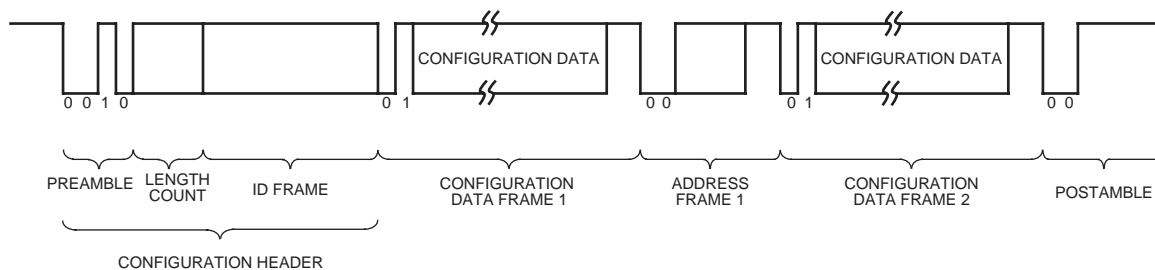 CONFIGURATION DATA CONFIGURATION DATA
0 0 1 0 0 1 0 0 0 1 0 0
PREAMBLE LENGTH COUNT ID FRAME CONFIGURATION DATA FRAME 1 ADDRESS FRAME 1 CONFIGURATION DATA FRAME 2 POSTAMBLE
CONFIGURATION HEADER